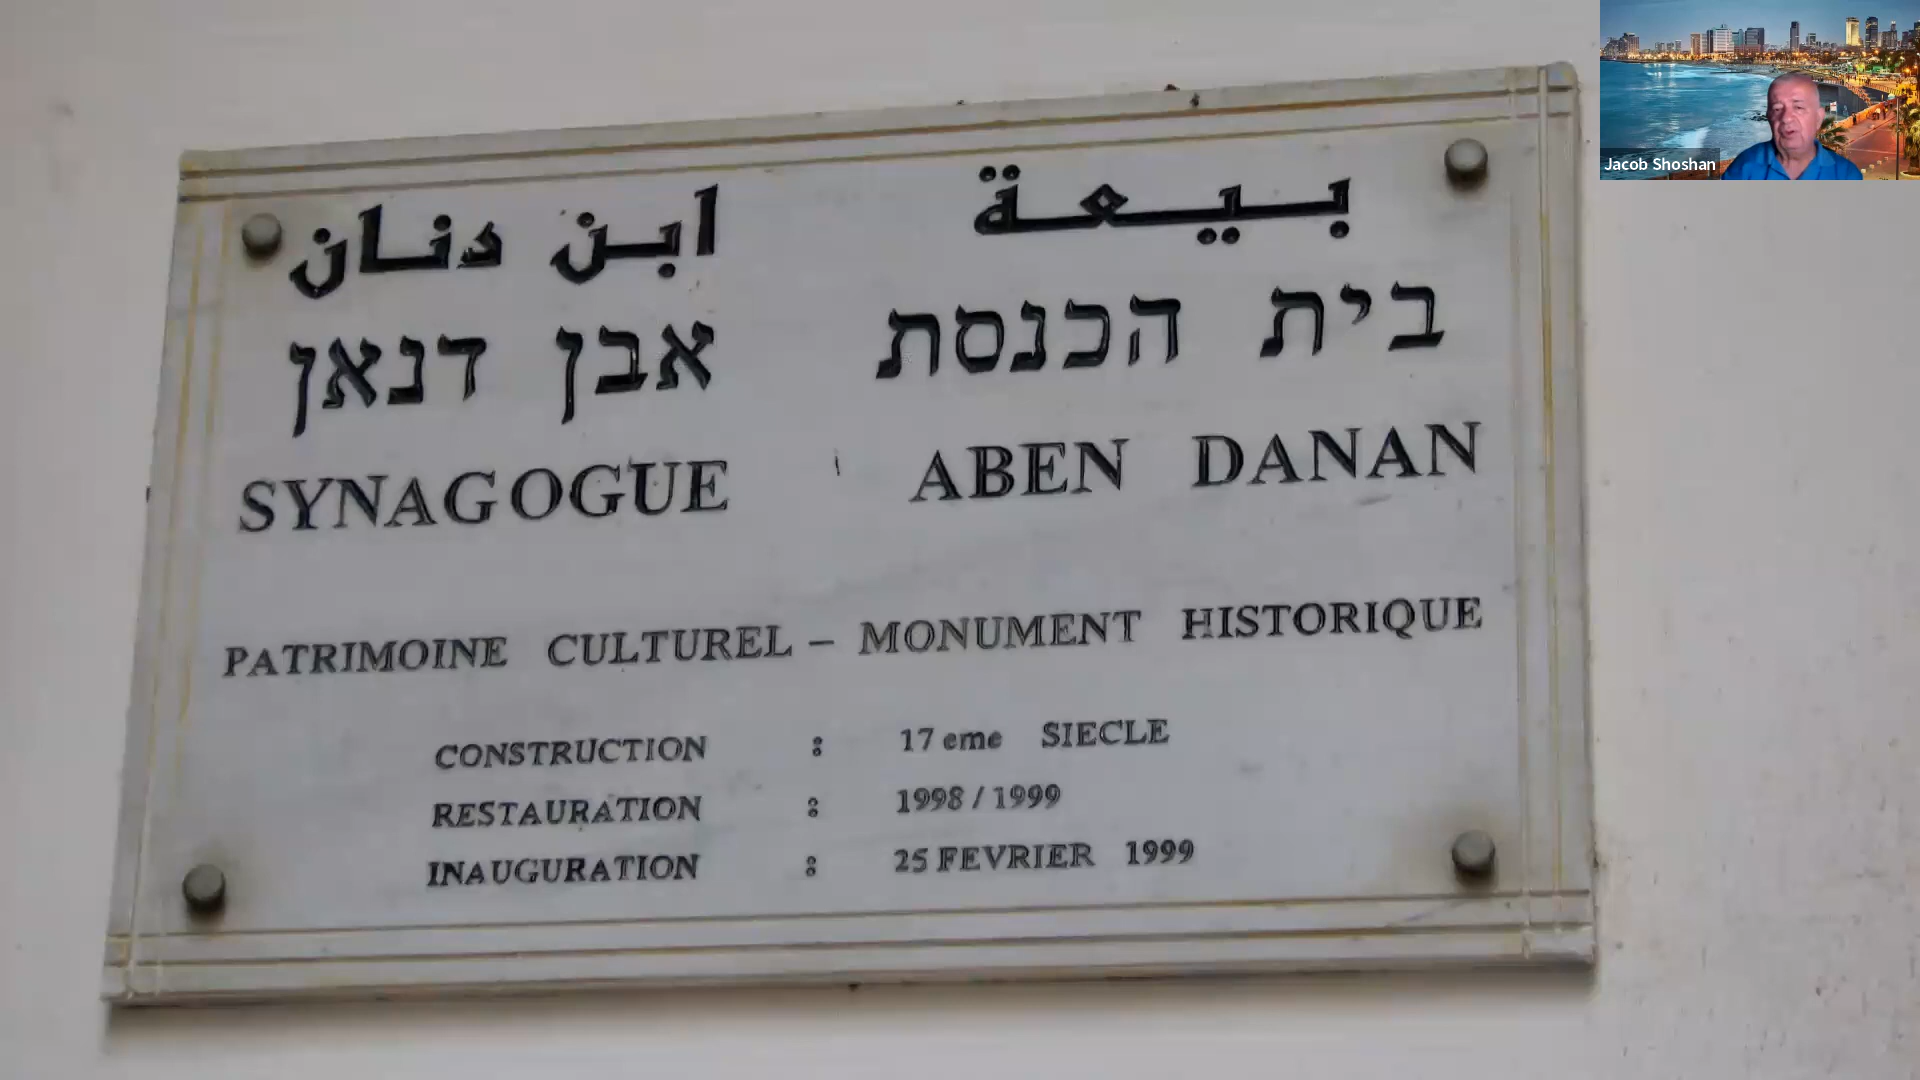 بيعة ابن دنان
בית הכנסת אבן דנאן
SYNAGOGUE ABEN DANAN
PATRIMOINE CULTUREL – MONUMENT HISTORIQUE
CONSTRUCTION : 17 eme SIECLE
RESTAURATION : 1998 / 1999
INAUGURATION : 25 FEVRIER 1999
Jacob Shoshan